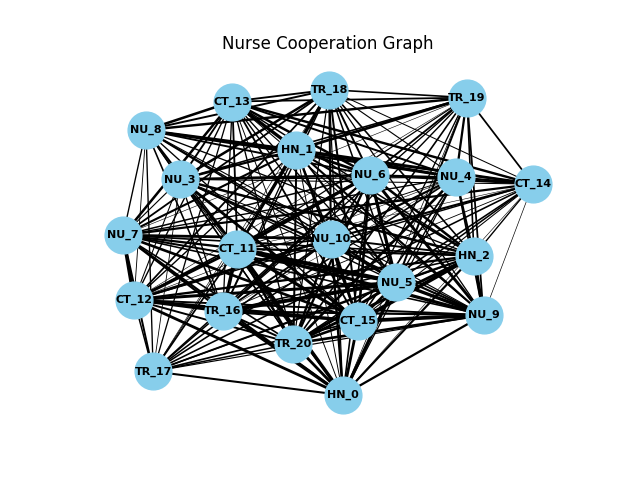 Nurse Cooperation Graph
TR_18
TR_19
CT_13
NU_8
HN_1
NU_6
NU_4
NU_3
CT_14
NU_7
NU_10
CT_11
HN_2
NU_5
CT_12
TR_16
NU_9
CT_15
TR_20
TR_17
HN_0